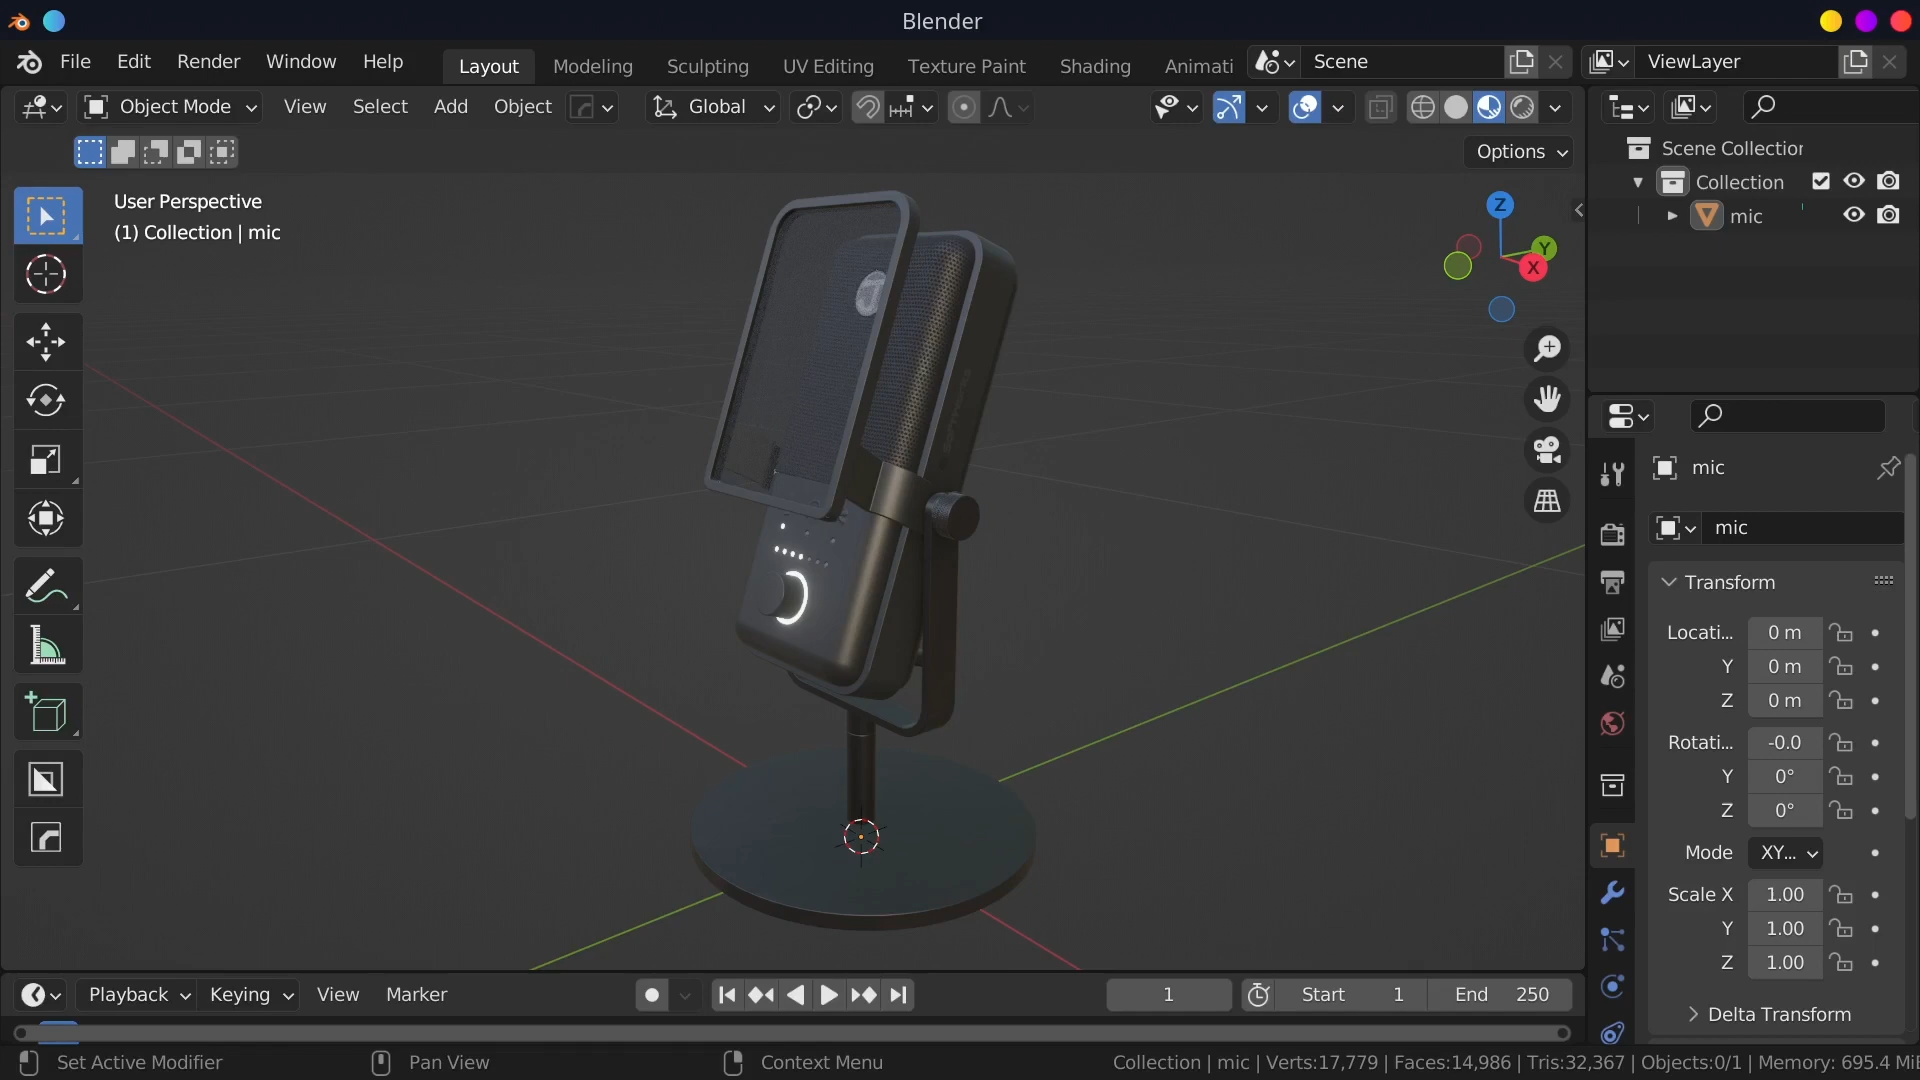 Blender
File Edit Render Window Help Layout Modeling Sculpting UV Editing Texture Paint Shading Animati Scene ViewLayer
Object Mode View Select Add Object Global
Options
User Perspective
(1) Collection | mic
Z
Y
X
Scene Collection
Collection
mic
mic
mic
Transform
Locati... 0 m
Y 0 m
Z 0 m
Rotati... -0.0
Y 0°
Z 0°
Mode XY...
Scale X 1.00
Y 1.00
Z 1.00
Delta Transform
Playback Keying View Marker 1 Start 1 End 250
Set Active Modifier Pan View Context Menu Collection | mic | Verts:17,779 | Faces:14,986 | Tris:32,367 | Objects:0/1 | Memory: 695.4 MiB